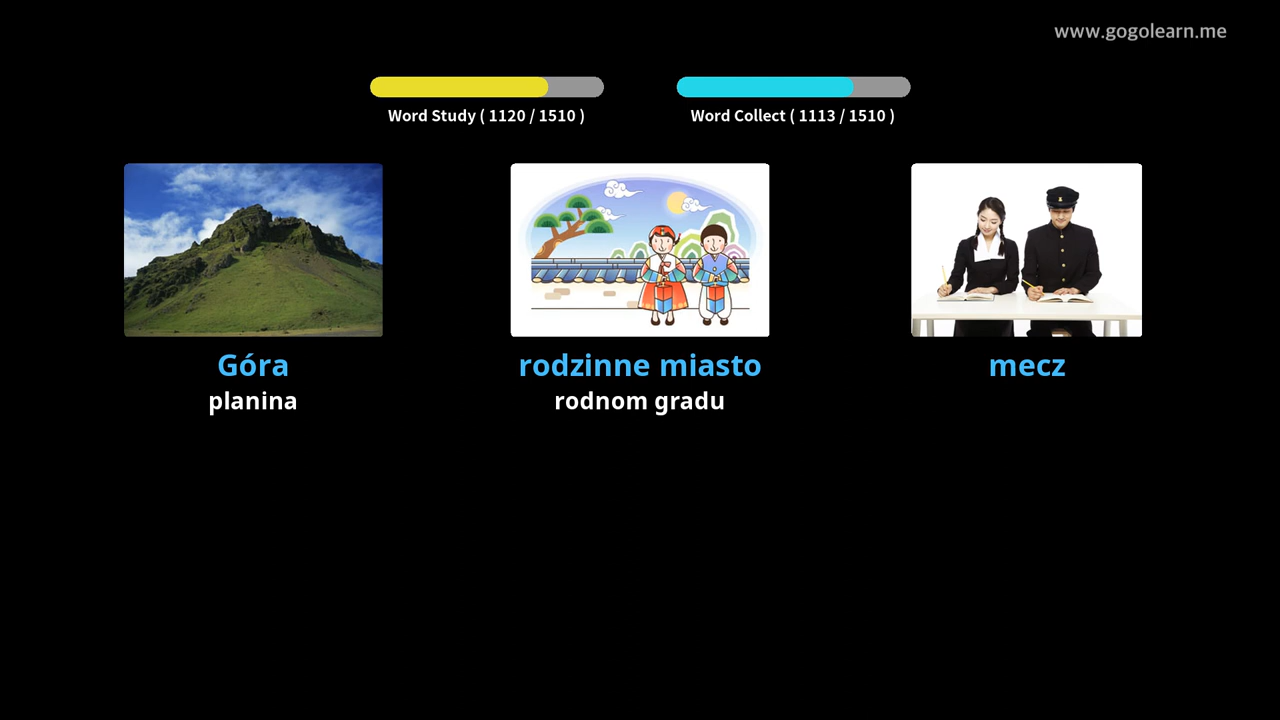 www.gogolearn.me
Word Study ( 1120 / 1510 )
Word Collect ( 1113 / 1510 )
Góra
planina
rodzinne miasto
rodnom gradu
mecz